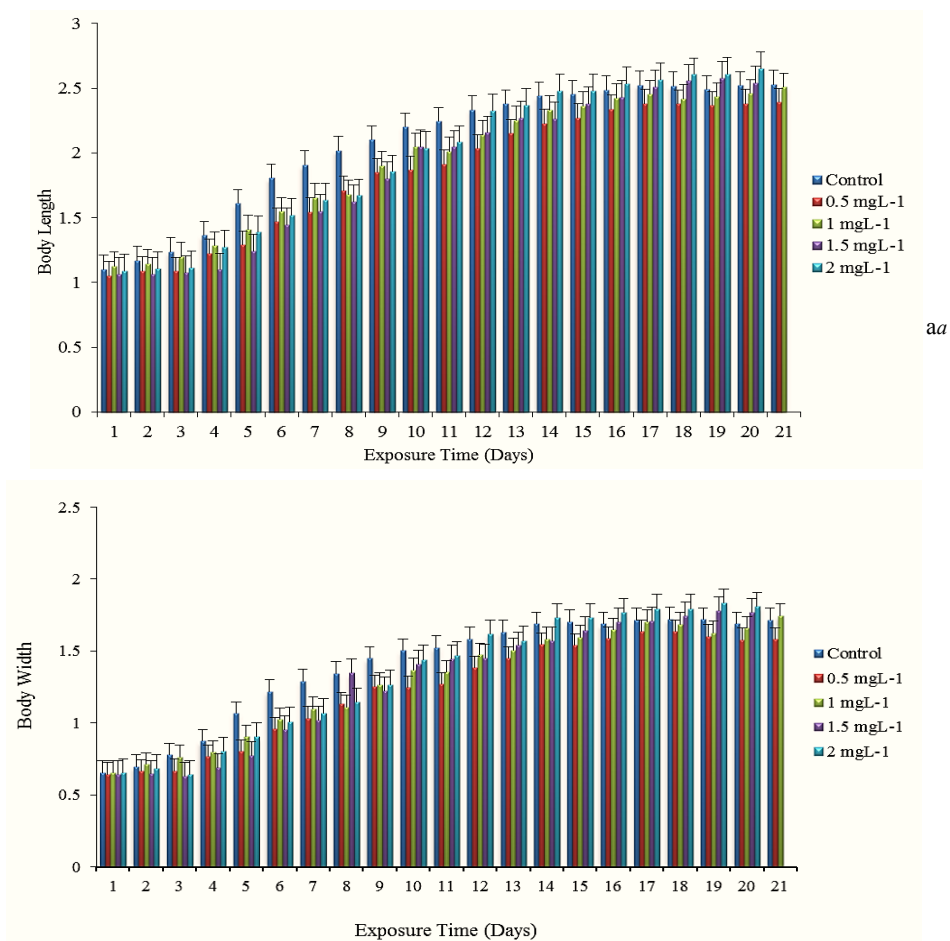 3
2.5
2
1.5
1
0.5
0
Body Length
1 2 3 4 5 6 7 8 9 10 11 12 13 14 15 16 17 18 19 20 21
Exposure Time (Days)
Control
0.5 mgL-1
1 mgL-1
1.5 mgL-1
2 mgL-1
aa
2.5
2
1.5
1
0.5
0
Body Width
1 2 3 4 5 6 7 8 9 10 11 12 13 14 15 16 17 18 19 20 21
Exposure Time (Days)
Control
0.5 mgL-1
1 mgL-1
1.5 mgL-1
2 mgL-1